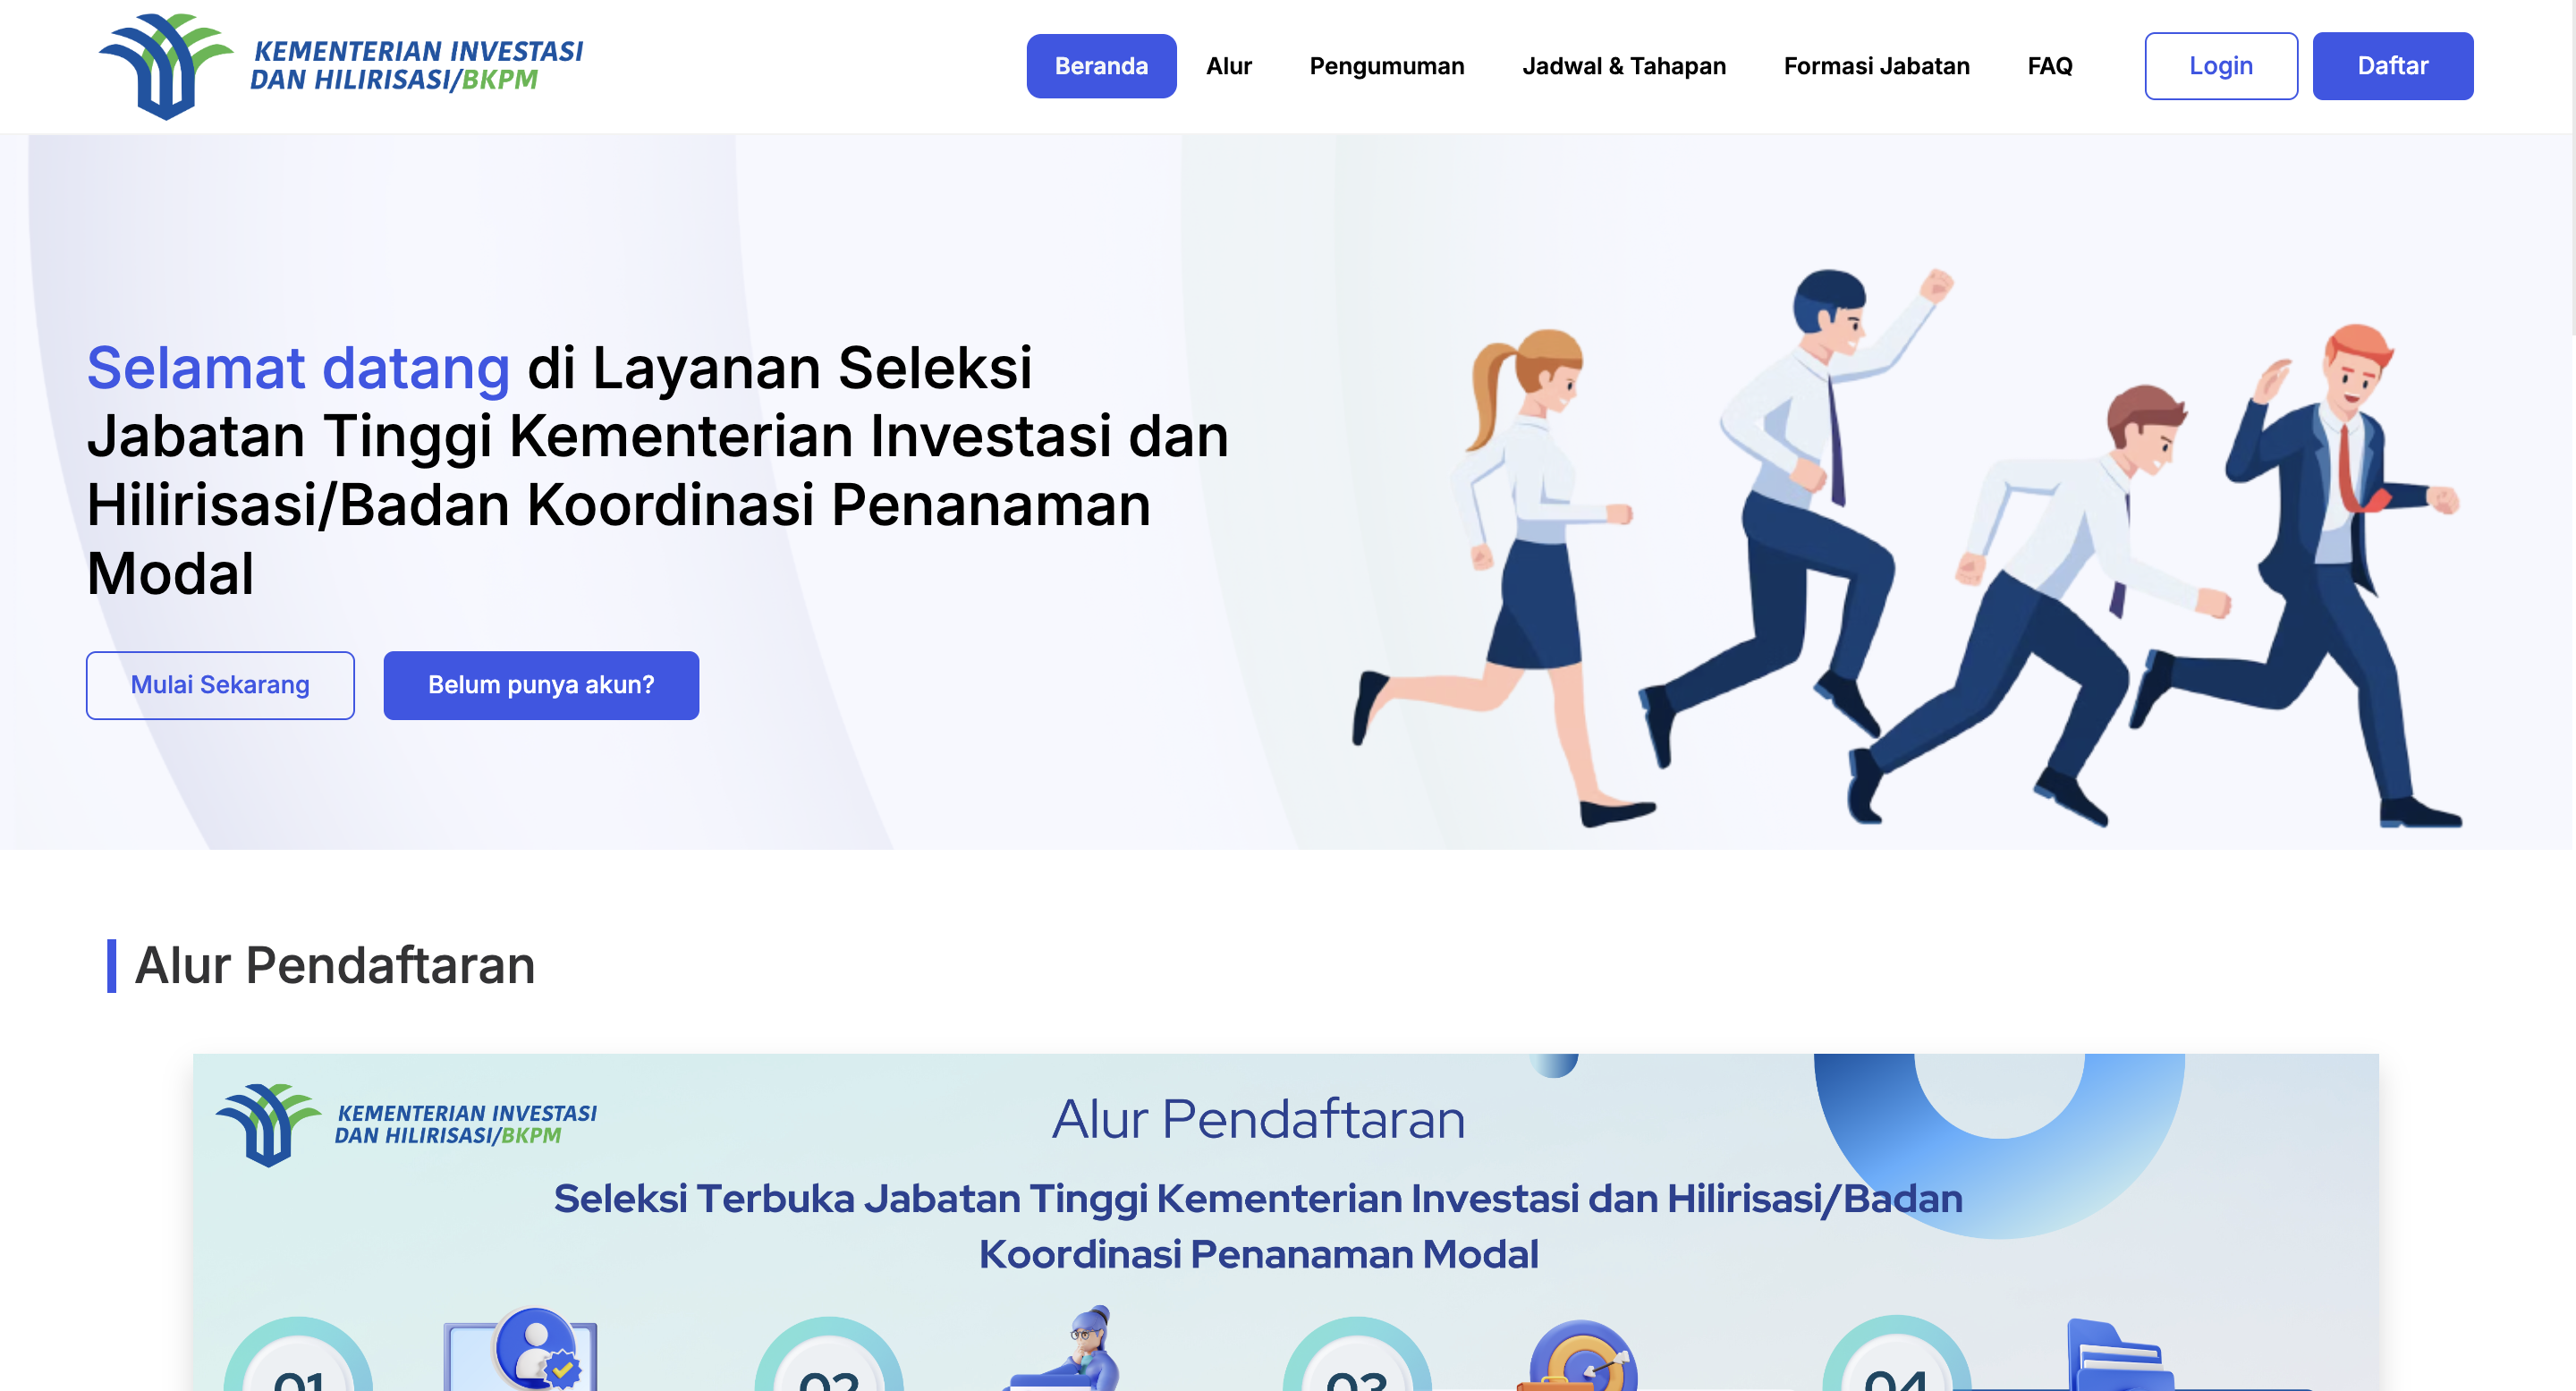 KEMENTERIAN INVESTASI
DAN HILIRISASI/BKPM
Beranda
Alur
Pengumuman
Jadwal & Tahapan
Formasi Jabatan
FAQ
Login
Daftar
Selamat datang di Layanan Seleksi
Jabatan Tinggi Kementerian Investasi dan
Hilirisasi/Badan Koordinasi Penanaman
Modal
Mulai Sekarang
Belum punya akun?
Alur Pendaftaran
KEMENTERIAN INVESTASI
DAN HILIRISASI/BKPM
Alur Pendaftaran
Seleksi Terbuka Jabatan Tinggi Kementerian Investasi dan Hilirisasi/Badan
Koordinasi Penanaman Modal
01
02
03
04